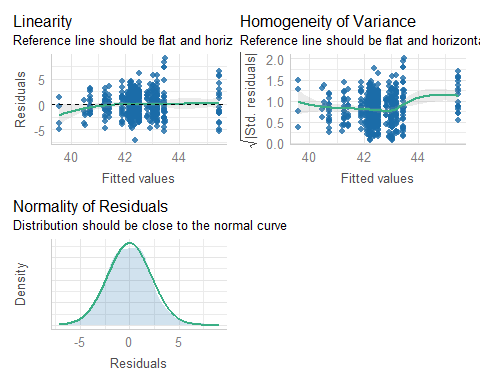 Linearity
Reference line should be flat and horiz
Residuals
5
0
-5
40
42
44
Fitted values
Homogeneity of Variance
Reference line should be flat and horizonta
√|Std. residuals|
2.0
1.5
1.0
0.5
0.0
40
42
44
Fitted values
Normality of Residuals
Distribution should be close to the normal curve
Density
-5
0
5
Residuals